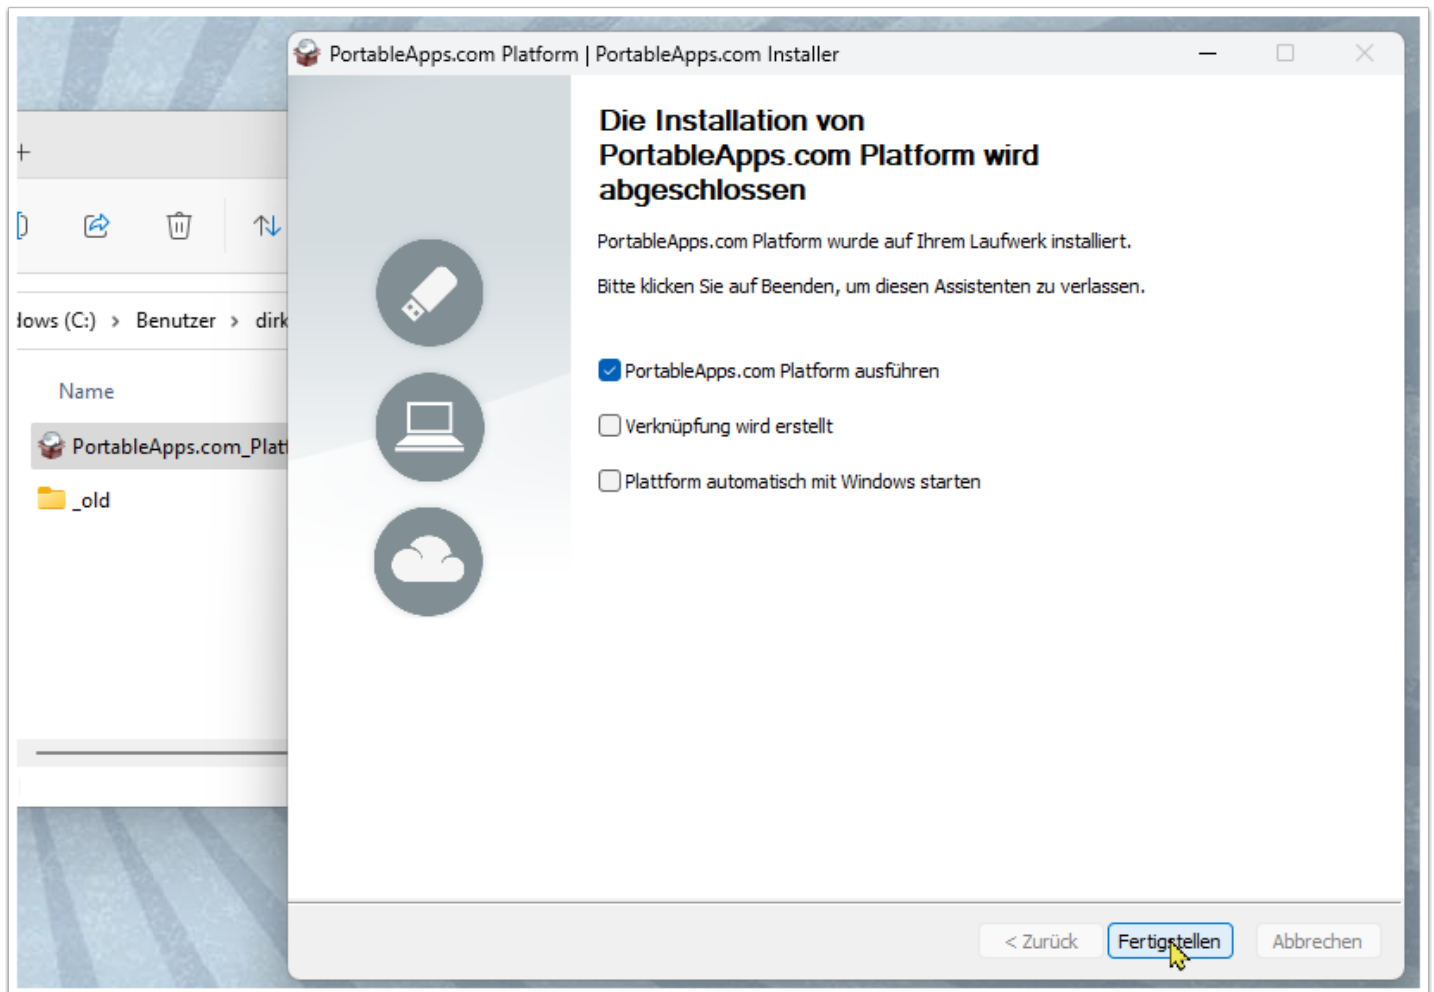 PortableApps.com Platform | PortableApps.com Installer
Die Installation von
PortableApps.com Platform wird
abgeschlossen
PortableApps.com Platform wurde auf Ihrem Laufwerk installiert.
Bitte klicken Sie auf Beenden, um diesen Assistenten zu verlassen.
PortableApps.com Platform ausführen
Verknüpfung wird erstellt
Plattform automatisch mit Windows starten
< Zurück
Fertigstellen
Abbrechen
(C:) > Benutzer > dirk
Name
PortableApps.com_Platf
_old